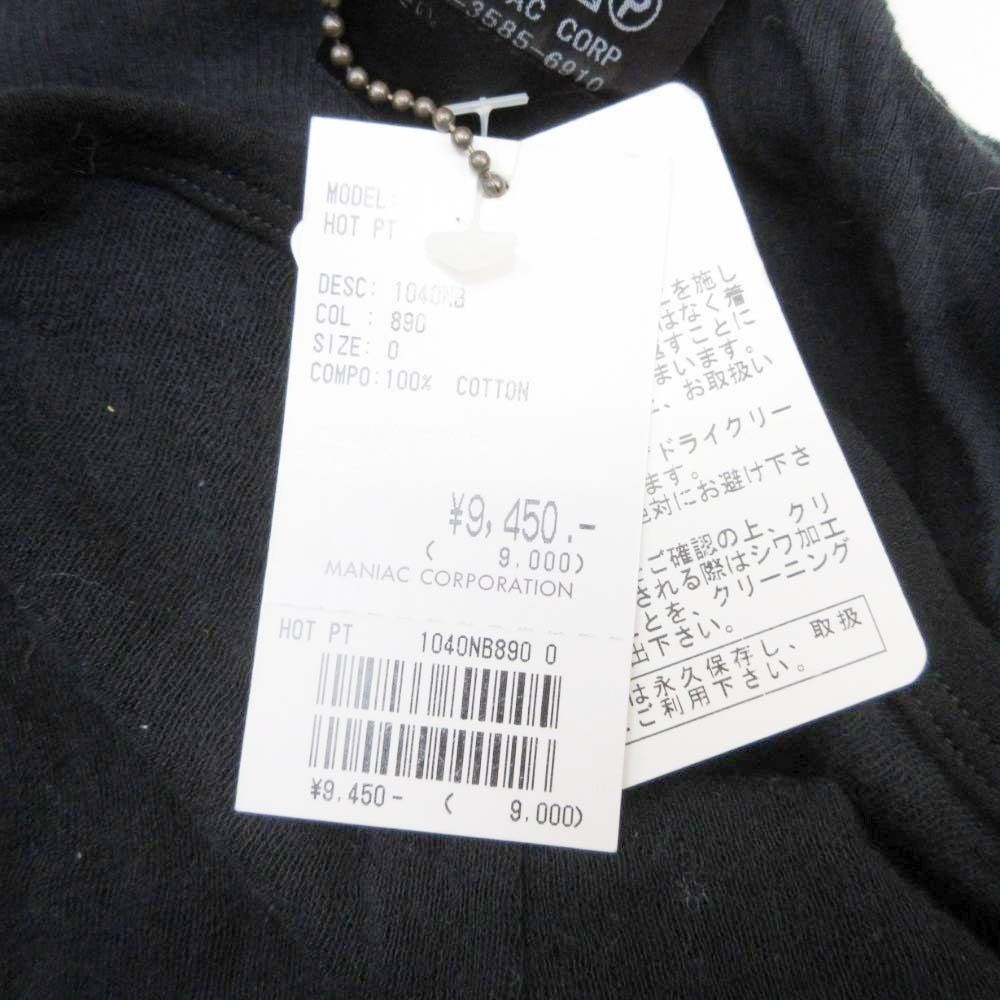 CORP
3585-6910
MODEL:
HOT PT
DESC: 1040NB
COL : 890
SIZE: 0
COMPO:100% COTTON
¥9,450.-
( 9,000)
MANIAC CORPORATION
HOT PT 1040NB890 0
¥9,450- ( 9,000)
を施し
はなく着
すことに
まいます。
、お取扱い
ドライクリー
ます。
対にお避け下さ
ご確認の上、クリ
される際はシワ加工
とを、クリーニング
出下さい。
は永久保存し、取扱
ご利用下さい。